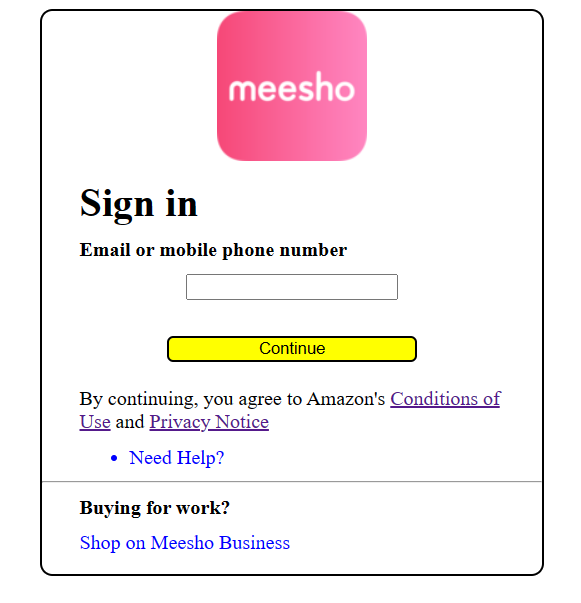 meesho
Sign in
Email or mobile phone number
Continue
By continuing, you agree to Amazon's Conditions of
Use and Privacy Notice
Need Help?
Buying for work?
Shop on Meesho Business